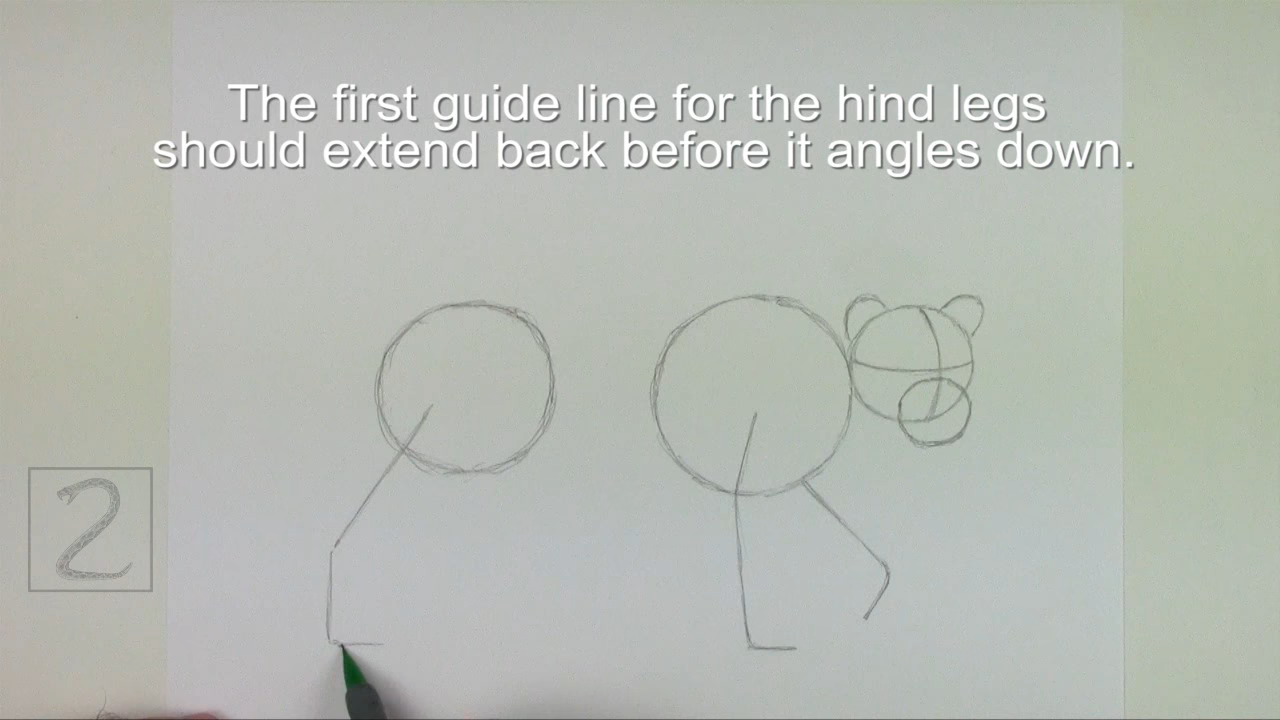 The first guide line for the hind legs
should extend back before it angles down.
2